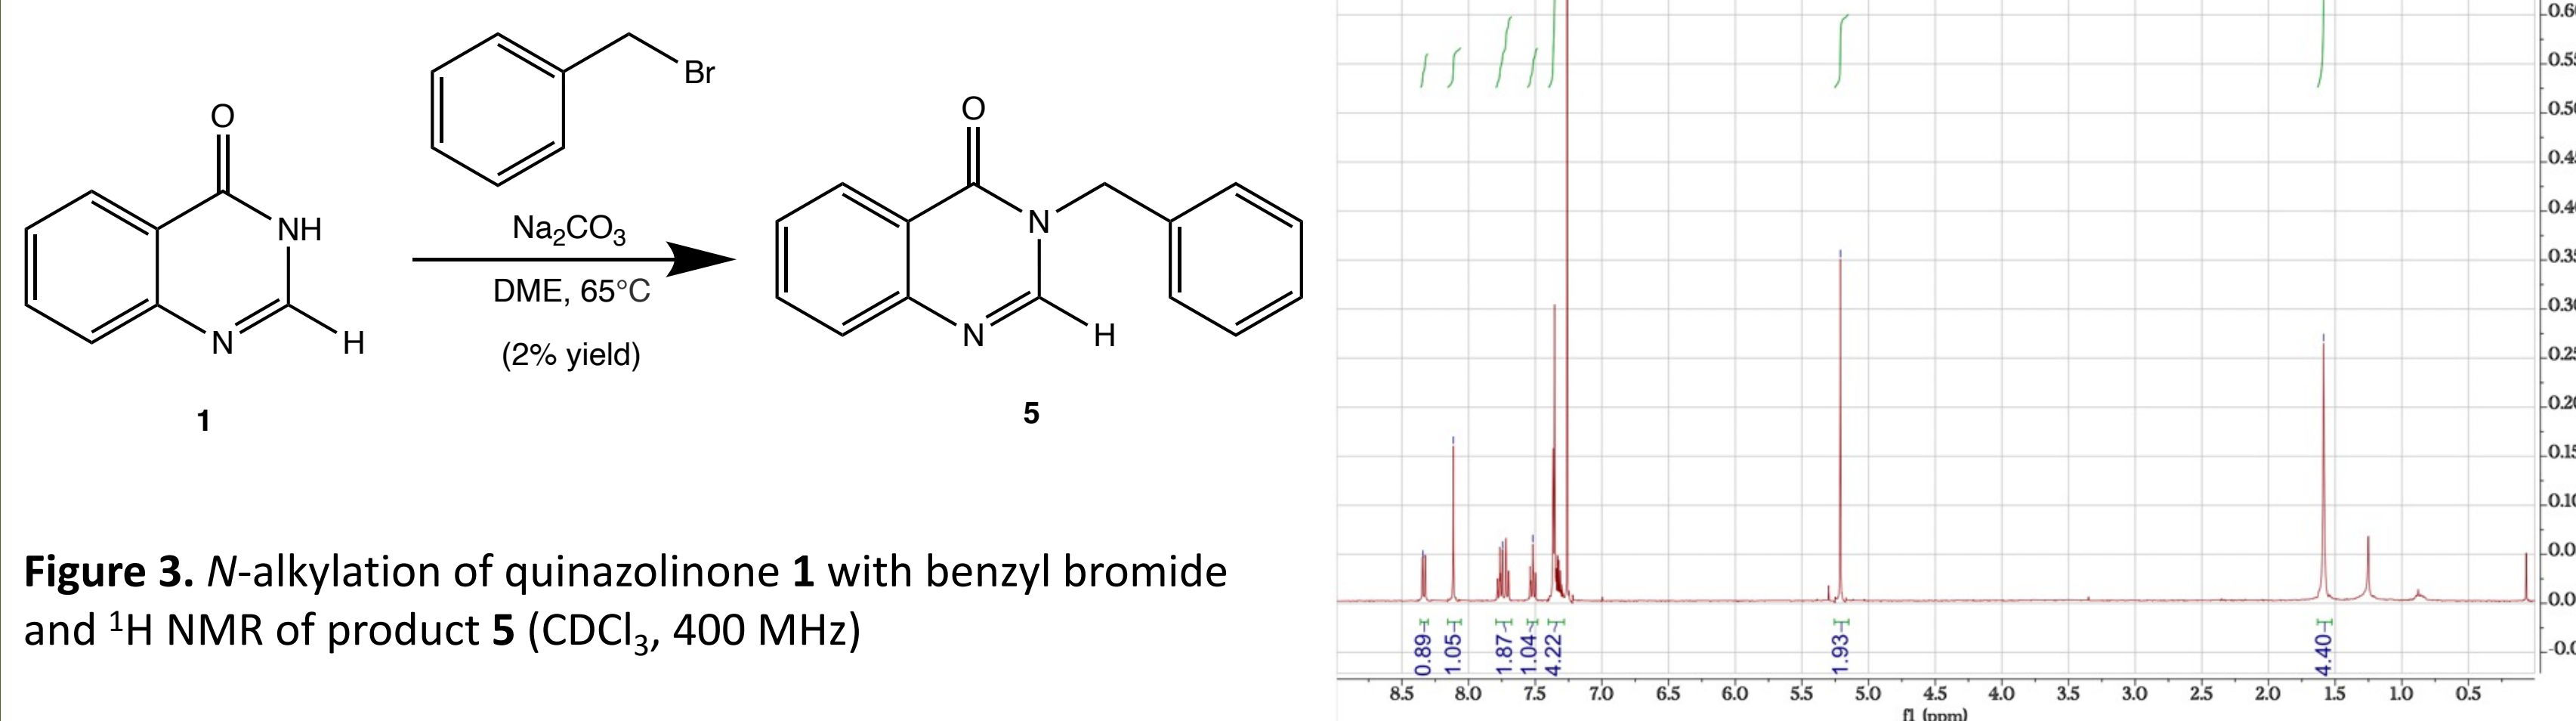 Br
O
NH
N
H
1
Na₂CO₃
DME, 65°C
(2% yield)
O
N
N
H
5
Figure 3. N-alkylation of quinazolinone 1 with benzyl bromide
and ¹H NMR of product 5 (CDCl₃, 400 MHz)
0.89
1.05
1.87
1.04
4.22
1.93
4.40
8.5 8.0 7.5 7.0 6.5 6.0 5.5 5.0 4.5 4.0 3.5 3.0 2.5 2.0 1.5 1.0 0.5
f1 (ppm)